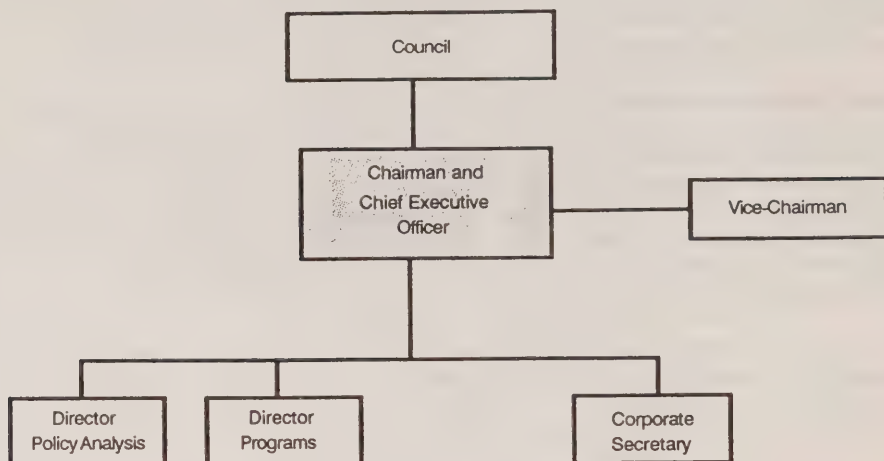 Council
Chairman and
Chief Executive
Officer
Vice-Chairman
Director
Policy Analysis
Director
Programs
Corporate
Secretary